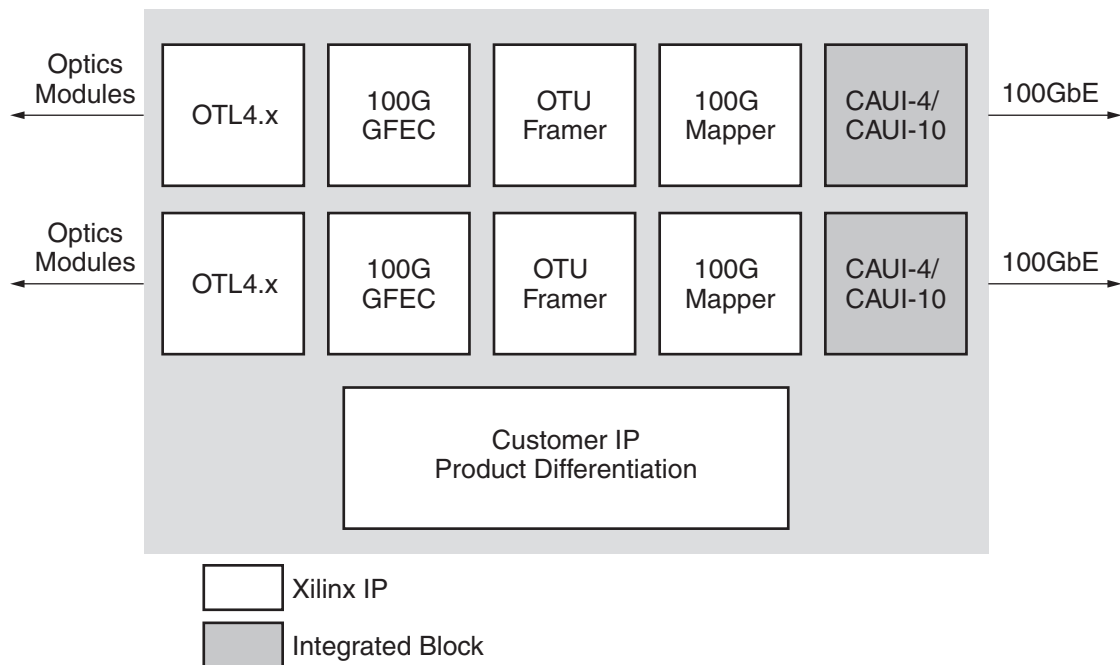 Optics
Modules
OTL4.x
100G
GFEC
OTU
Framer
100G
Mapper
CAUI-4/
CAUI-10
100GbE
Optics
Modules
OTL4.x
100G
GFEC
OTU
Framer
100G
Mapper
CAUI-4/
CAUI-10
100GbE
Customer IP
Product Differentiation
Xilinx IP
Integrated Block